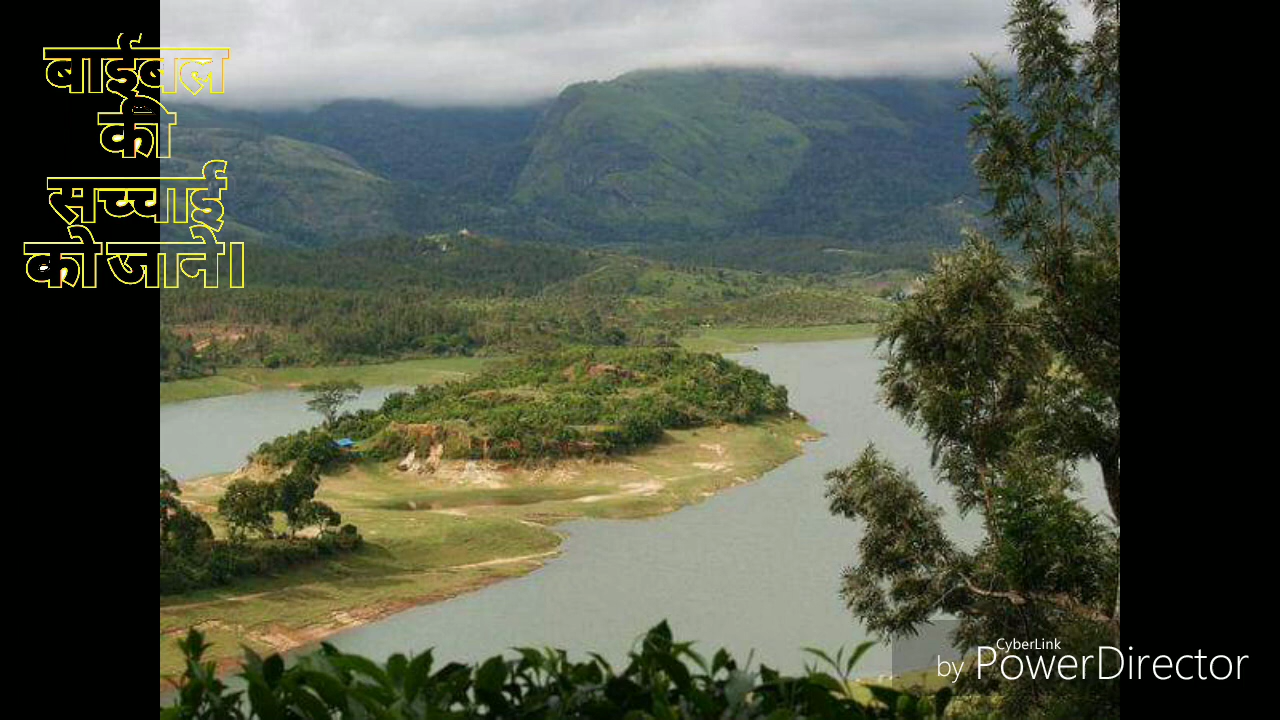 बाईबल
की
सच्चाई
को जाने।
CyberLink
by PowerDirector